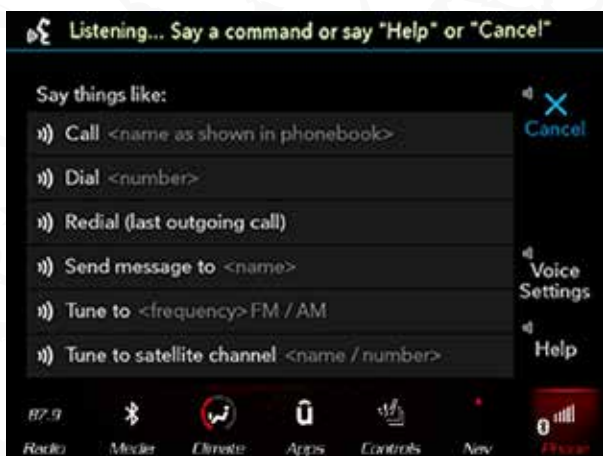 Listening... Say a command or say "Help" or "Cancel"
Say things like:
Call <name as shown in phonebook>
Dial <number>
Redial (last outgoing call)
Send message to <name>
Tune to <frequency> FM / AM
Tune to satellite channel <name / number>
Cancel
Voice
Settings
Help
87.9
Radio
Media
Climate
Apps
Controls
Nav
Phone